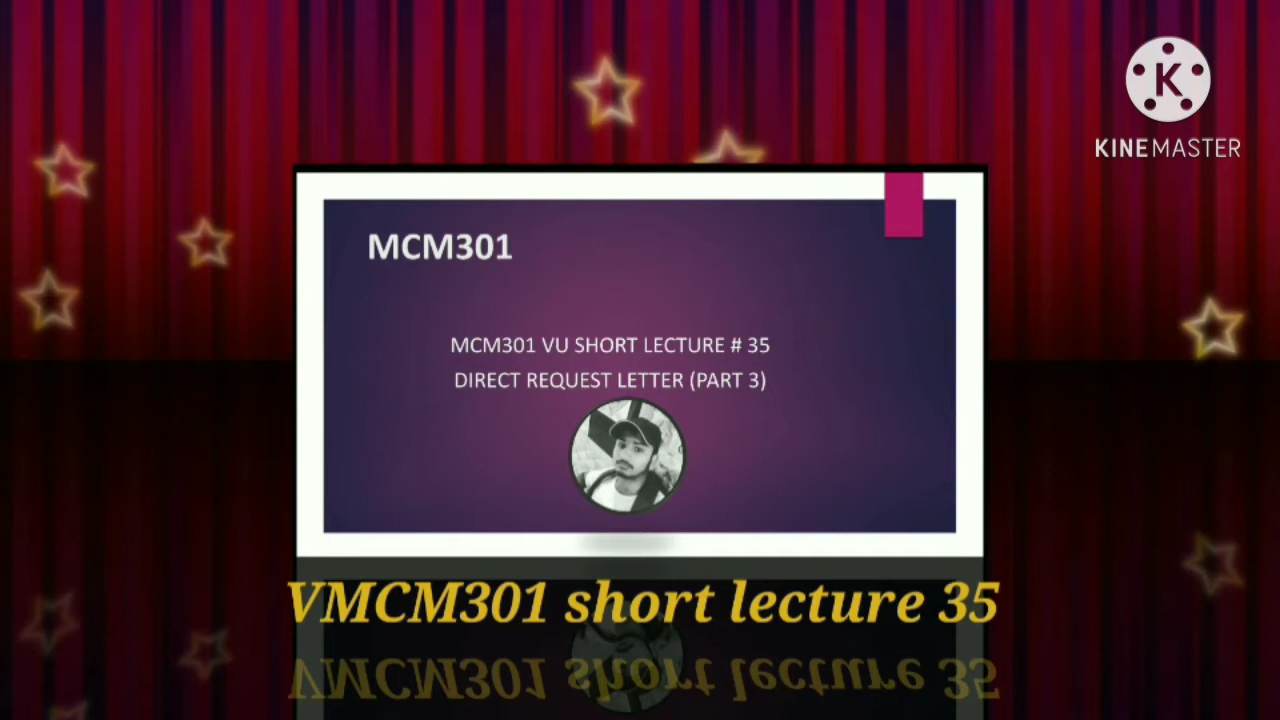 K
KINEMASTER
MCM301
MCM301 VU SHORT LECTURE # 35
DIRECT REQUEST LETTER (PART 3)
VMCM301 short lecture 35